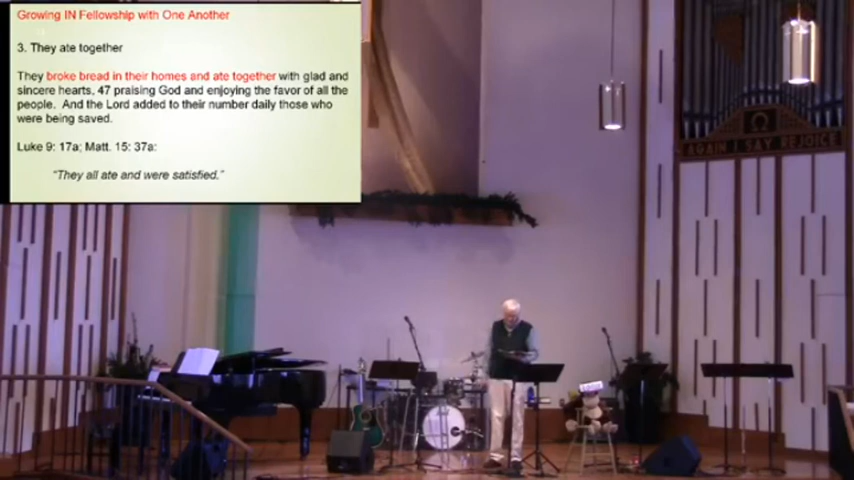 Growing IN Fellowship with One Another
3. They ate together
They broke bread in their homes and ate together with glad and
sincere hearts, 47 praising God and enjoying the favor of all the
people. And the Lord added to their number daily those who
were being saved.
Luke 9: 17a; Matt. 15: 37a:
“They all ate and were satisfied.”
AGAIN I SAY REJOICE